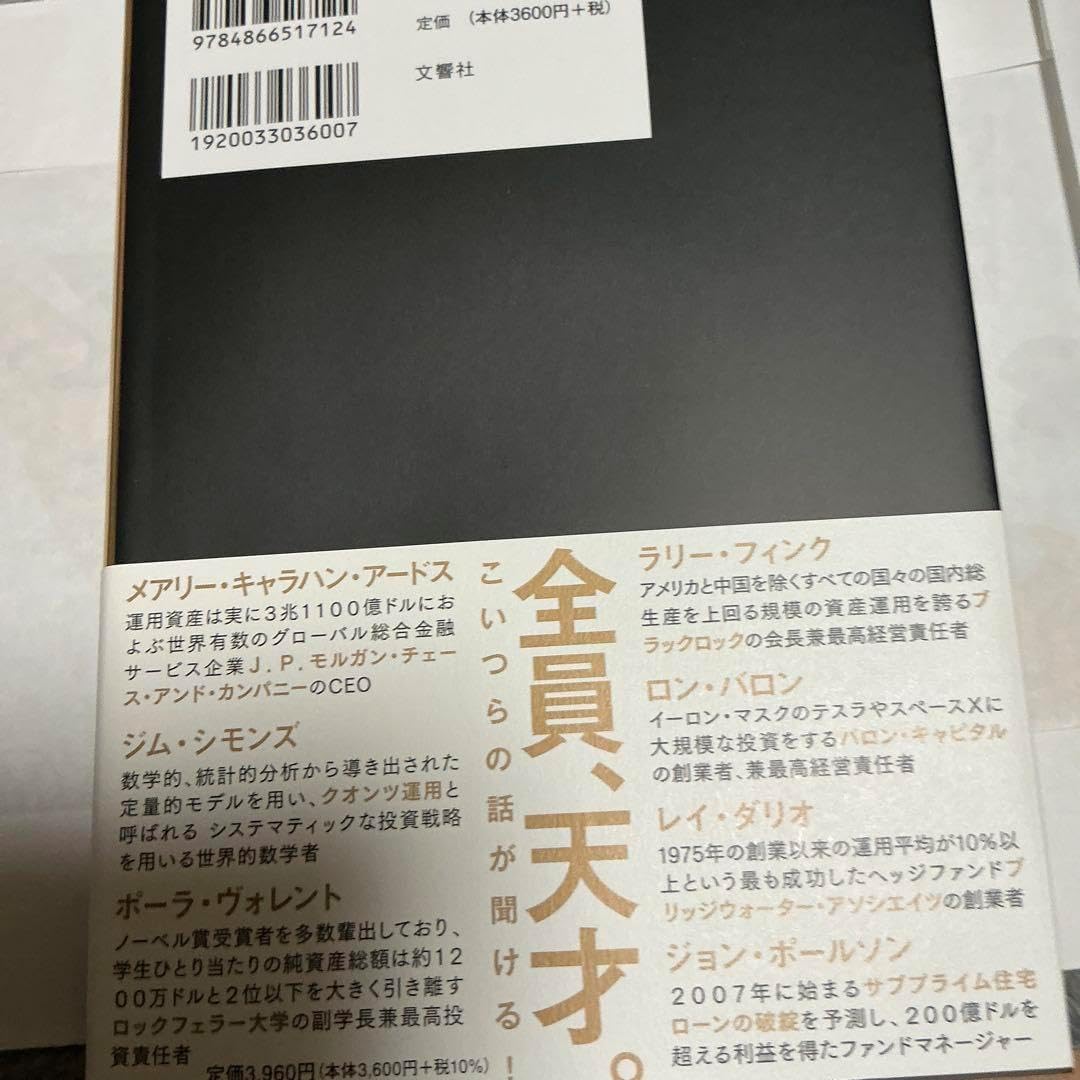 9784866517124
定価 （本体3600円＋税）
1920033036007
文響社
ラリー・フィンク
アメリカと中国を除くすべての国々の国内総
生産を上回る規模の資産運用を誇るブ
ラックロックの会長兼最高経営責任者
ロン・バロン
イーロン・マスクのテスラやスペースXに
大規模な投資をするバロン・キャピタル
の創業者、兼最高経営責任者
レイ・ダリオ
1975年の創業以来の運用平均が10%以
上という最も成功したヘッジファンドブ
リッジウォーター・アソシエイツの創業者
ジョン・ポールソン
2007年に始まるサブプライム住宅
ローンの破綻を予測し、200億ドルを
超える利益を得たファンドマネージャー
全員、天才。
こいつらの話が聞ける！
メアリー・キャラハン・アードス
運用資産は実に3兆1100億ドルにお
よぶ世界有数のグローバル総合金融
サービス企業J.P.モルガン・チェー
ス・アンド・カンパニーのCEO
ジム・シモンズ
数学的、統計的分析から導き出された
定量的モデルを用い、クオンツ運用と
呼ばれる システマティックな投資戦略
を用いる世界的数学者
ポーラ・ヴォレント
ノーベル賞受賞者を多数輩出しており、
学生ひとり当たりの純資産総額は約12
00万ドルと2位以下を大きく引き離す
ロックフェラー大学の副学長兼最高投
資責任者
定価3,960円（本体3,600円＋税10%）